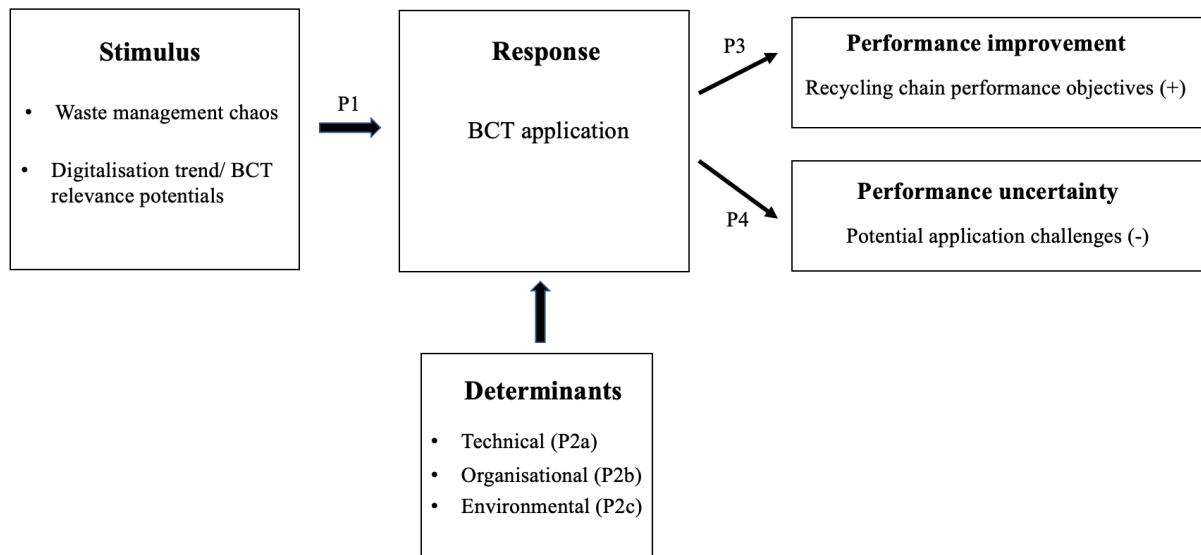 Stimulus
• Waste management chaos
• Digitalisation trend/ BCT
relevance potentials
P1
Response
BCT application
P3
Performance improvement
Recycling chain performance objectives (+)
P4
Performance uncertainty
Potential application challenges (-)
Determinants
• Technical (P2a)
• Organisational (P2b)
• Environmental (P2c)